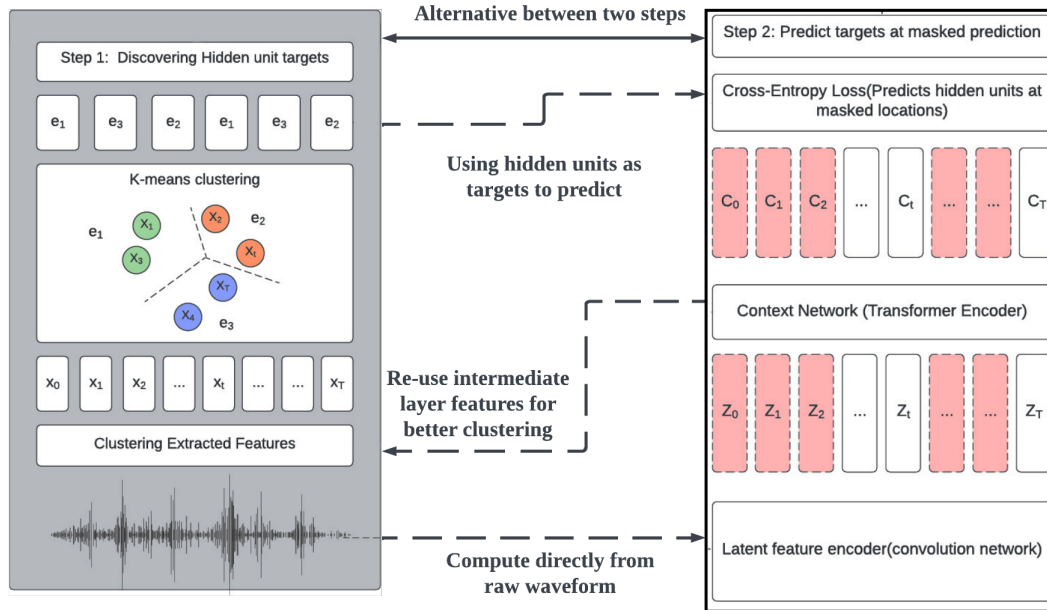 Alternative between two steps
Step 1: Discovering Hidden unit targets
e₁ e₃ e₂ e₁ e₃ e₂
K-means clustering
X₁ X₂ e₂
e₁
X₃ Xₜ
X_T
X₄ e₃
x₀ x₁ x₂ ... xₜ ... ... x_T
Clustering Extracted Features
Using hidden units as
targets to predict
Re-use intermediate
layer features for
better clustering
Compute directly from
raw waveform
Step 2: Predict targets at masked prediction
Cross-Entropy Loss(Predicts hidden units at
masked locations)
C₀ C₁ C₂ ... Cₜ ... ... C_T
Context Network (Transformer Encoder)
Z₀ Z₁ Z₂ ... Zₜ ... ... Z_T
Latent feature encoder(convolution network)